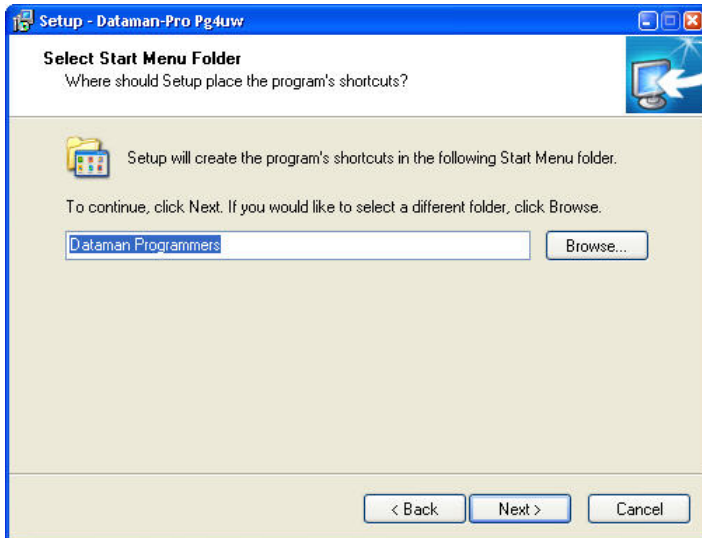 Setup - Dataman-Pro Pg4uw
Select Start Menu Folder
Where should Setup place the program's shortcuts?
Setup will create the program's shortcuts in the following Start Menu folder.
To continue, click Next. If you would like to select a different folder, click Browse.
Dataman Programmers
Browse...
< Back
Next >
Cancel